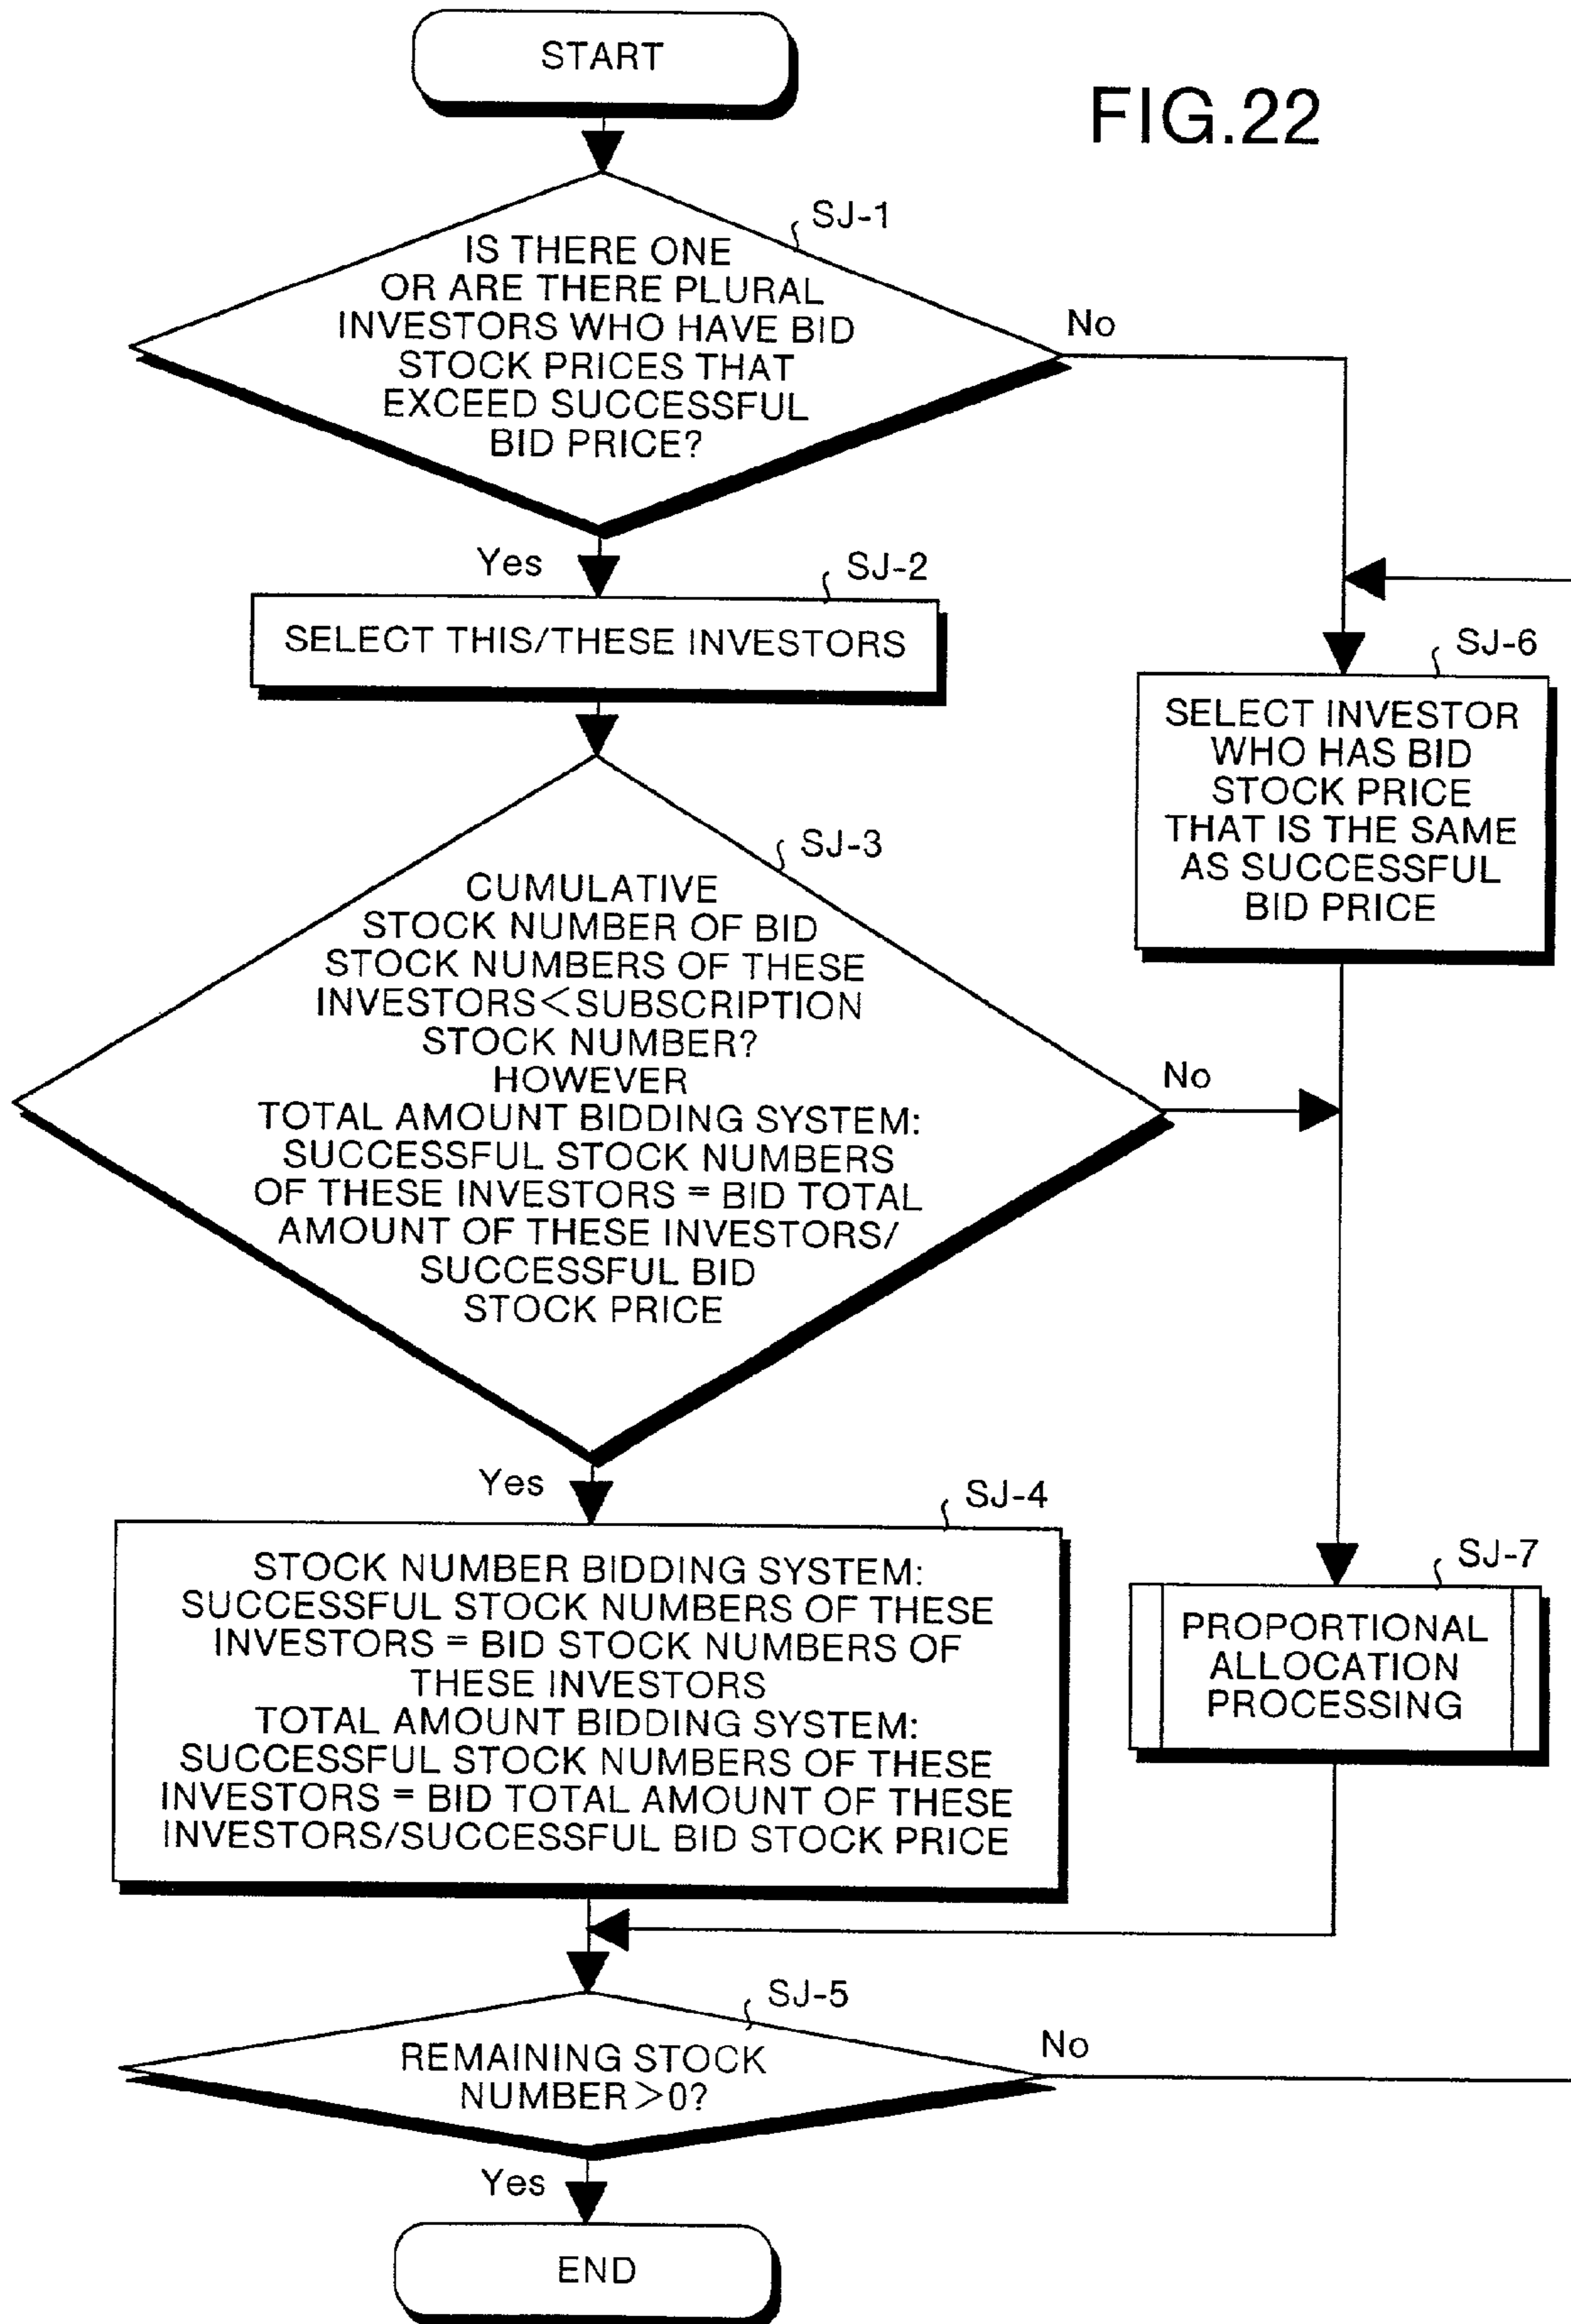 START
FIG.22
SJ-1
IS THERE ONE
OR ARE THERE PLURAL
INVESTORS WHO HAVE BID
STOCK PRICES THAT
EXCEED SUCCESSFUL
BID PRICE?
No
Yes
SJ-2
SELECT THIS/THESE INVESTORS
SJ-6
SELECT INVESTOR
WHO HAS BID
STOCK PRICE
THAT IS THE SAME
AS SUCCESSFUL
BID PRICE
SJ-3
CUMULATIVE
STOCK NUMBER OF BID
STOCK NUMBERS OF THESE
INVESTORS<SUBSCRIPTION
STOCK NUMBER?
HOWEVER
TOTAL AMOUNT BIDDING SYSTEM:
SUCCESSFUL STOCK NUMBERS
OF THESE INVESTORS = BID TOTAL
AMOUNT OF THESE INVESTORS/
SUCCESSFUL BID
STOCK PRICE
No
Yes
SJ-4
STOCK NUMBER BIDDING SYSTEM:
SUCCESSFUL STOCK NUMBERS OF THESE
INVESTORS = BID STOCK NUMBERS OF
THESE INVESTORS
TOTAL AMOUNT BIDDING SYSTEM:
SUCCESSFUL STOCK NUMBERS OF THESE
INVESTORS = BID TOTAL AMOUNT OF THESE
INVESTORS/SUCCESSFUL BID STOCK PRICE
SJ-7
PROPORTIONAL
ALLOCATION
PROCESSING
SJ-5
REMAINING STOCK
NUMBER>0?
No
Yes
END